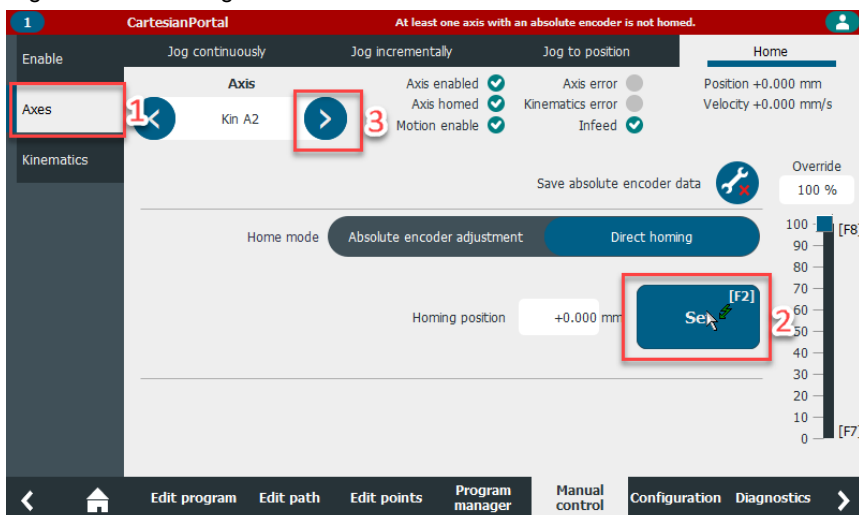 1 CartesianPortal At least one axis with an absolute encoder is not homed.
Enable
Axes
Kinematics
Jog continuously Jog incrementally Jog to position Home
Axis
Kin A2
1
3
Axis enabled
Axis homed
Motion enable
Axis error
Kinematics error
Infeed
Position +0.000 mm
Velocity +0.000 mm/s
Save absolute encoder data
Override
100 %
Home mode Absolute encoder adjustment Direct homing
Homing position +0.000 mm
[F2]
2
100
90
80
70
60
50
40
30
20
10
0
[F8]
[F7]
Edit program Edit path Edit points Program manager Manual control Configuration Diagnostics